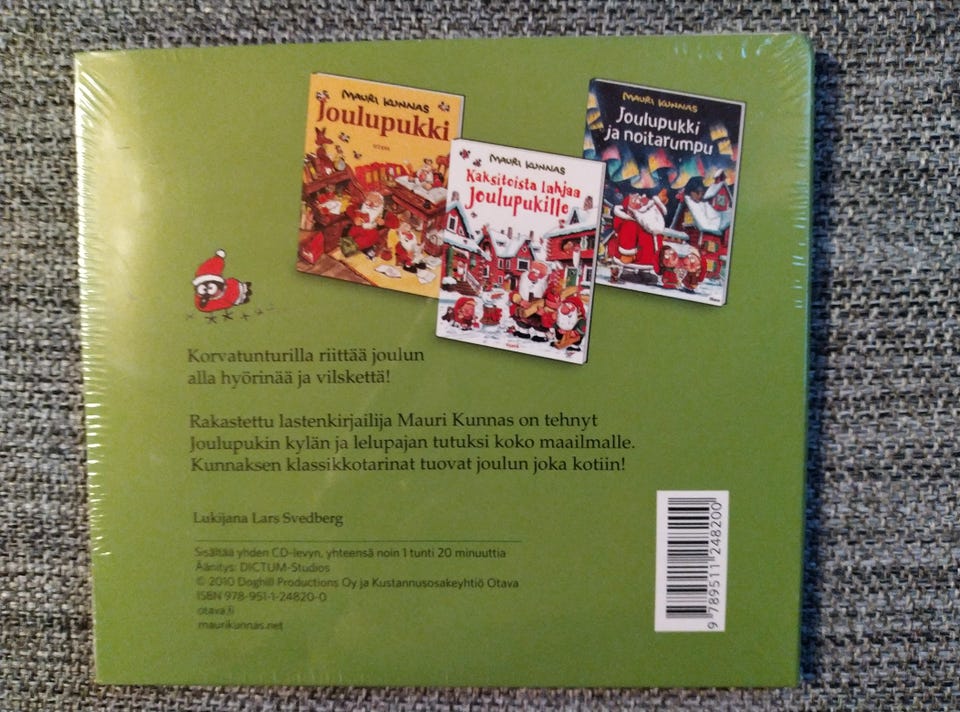 MAURI KUNNAS
Joulupukki
OTAVA
MAURI KUNNAS
Kaksitoista lahjaa
Joulupukille
OTAVA
MAURI KUNNAS
Joulupukki
ja noitarumpu
Korvatunturilla riittää joulun
alla hyörinää ja vilskettä!
Rakastettu lastenkirjailija Mauri Kunnas on tehnyt
Joulupukin kylän ja lelupajan tutuksi koko maailmalle.
Kunnaksen klassikkotarinat tuovat joulun joka kotiin!
Lukijana Lars Svedberg
Sisältää yhden CD-levyn, yhteensä noin 1 tunti 20 minuuttia
Äänitys: DICTUM-Studios
© 2010 Doghill Productions Oy ja Kustannusosakeyhtiö Otava
ISBN 978-951-1-24820-0
otava.fi
maurikunnas.net
9 789511 248200